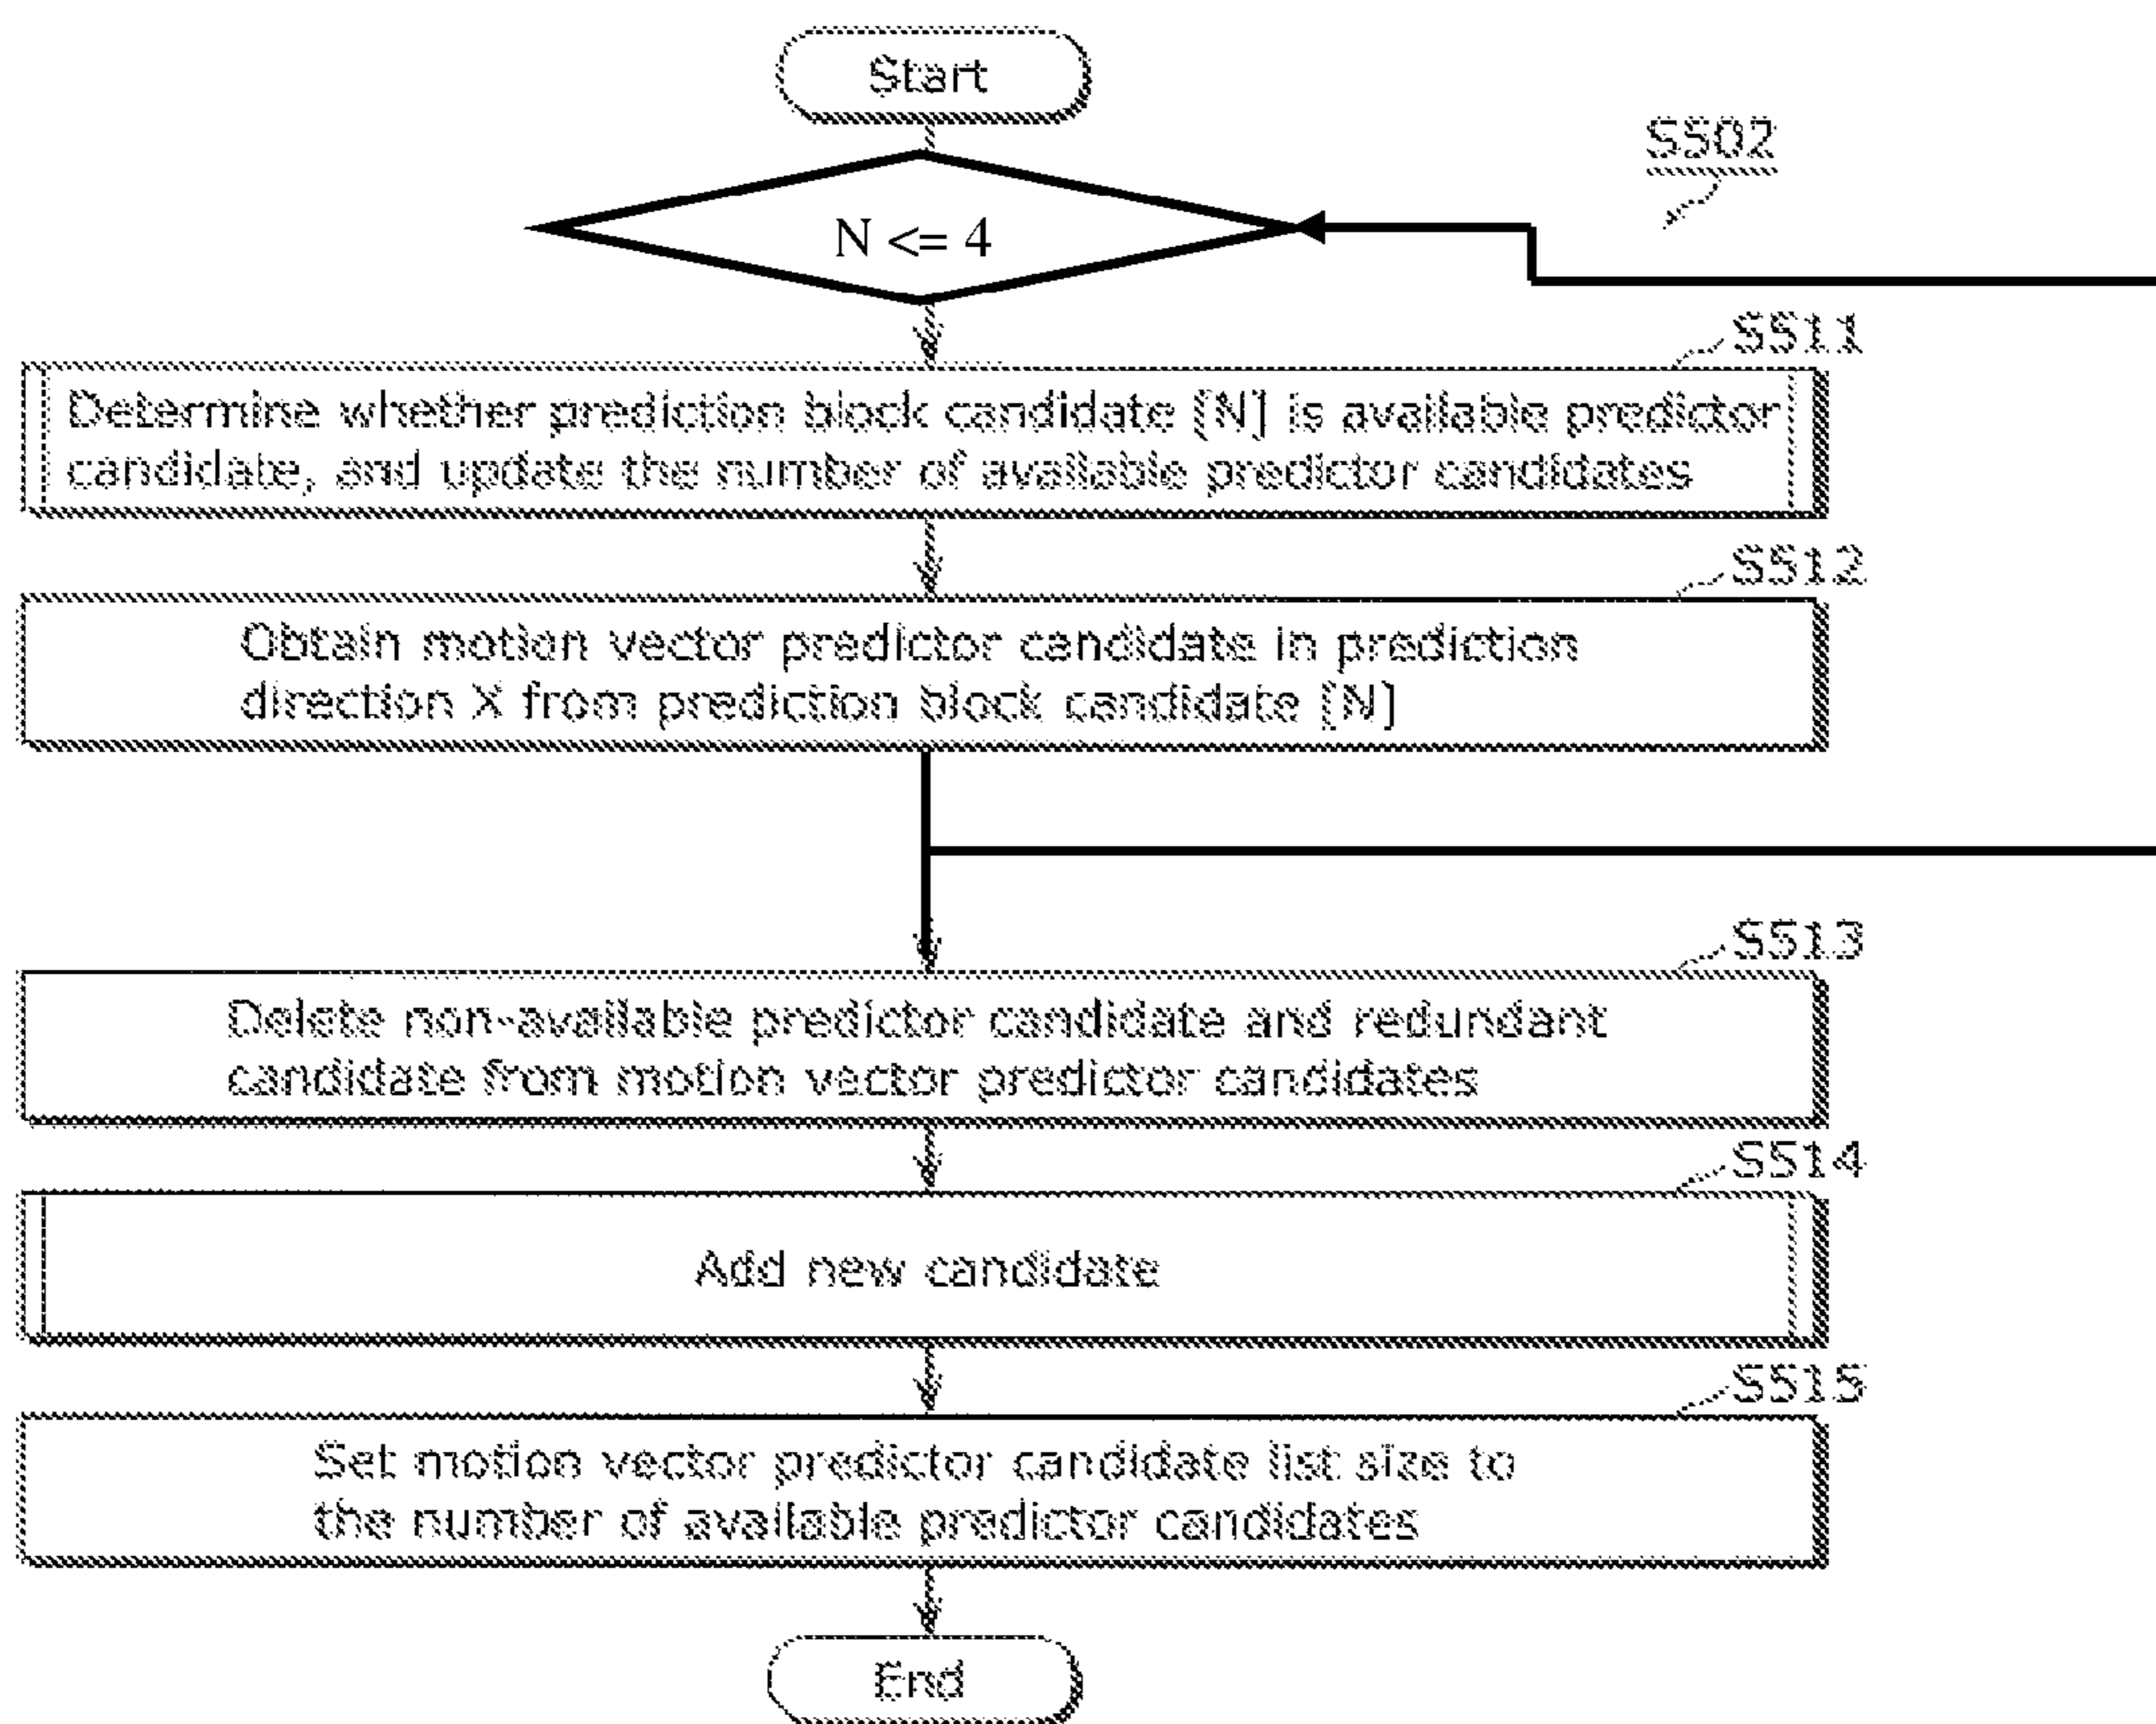 Start
S502
N <= 4
S511
Determine whether prediction block candidate [N] is available predictor
candidate, and update the number of available predictor candidates
S512
Obtain motion vector predictor candidate in prediction
direction X from prediction block candidate [N]
S513
Delete non-available predictor candidate and redundant
candidate from motion vector predictor candidates
S514
Add new candidate
S515
Set motion vector predictor candidate list size to
the number of available predictor candidates
End